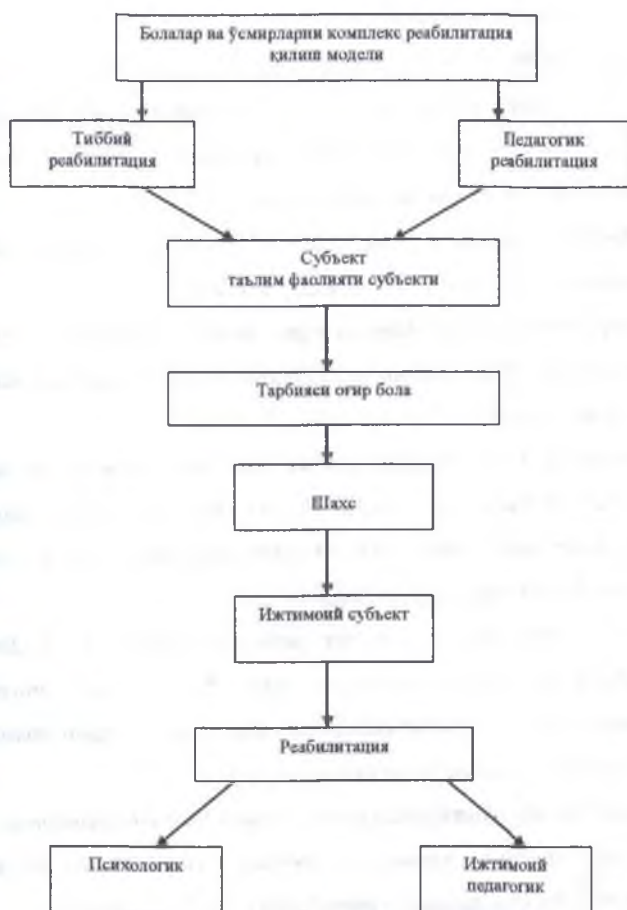 Болалар ва ўсмирларни комплекс реабилитация
қилиш модели
Тиббий
реабилитация
Педагогик
реабилитация
Субъект
таълим фаолияти субъекти
Тарбияси оғир бола
Шахс
Ижтимоий субъект
Реабилитация
Психологик
Ижтимоий
педагогик